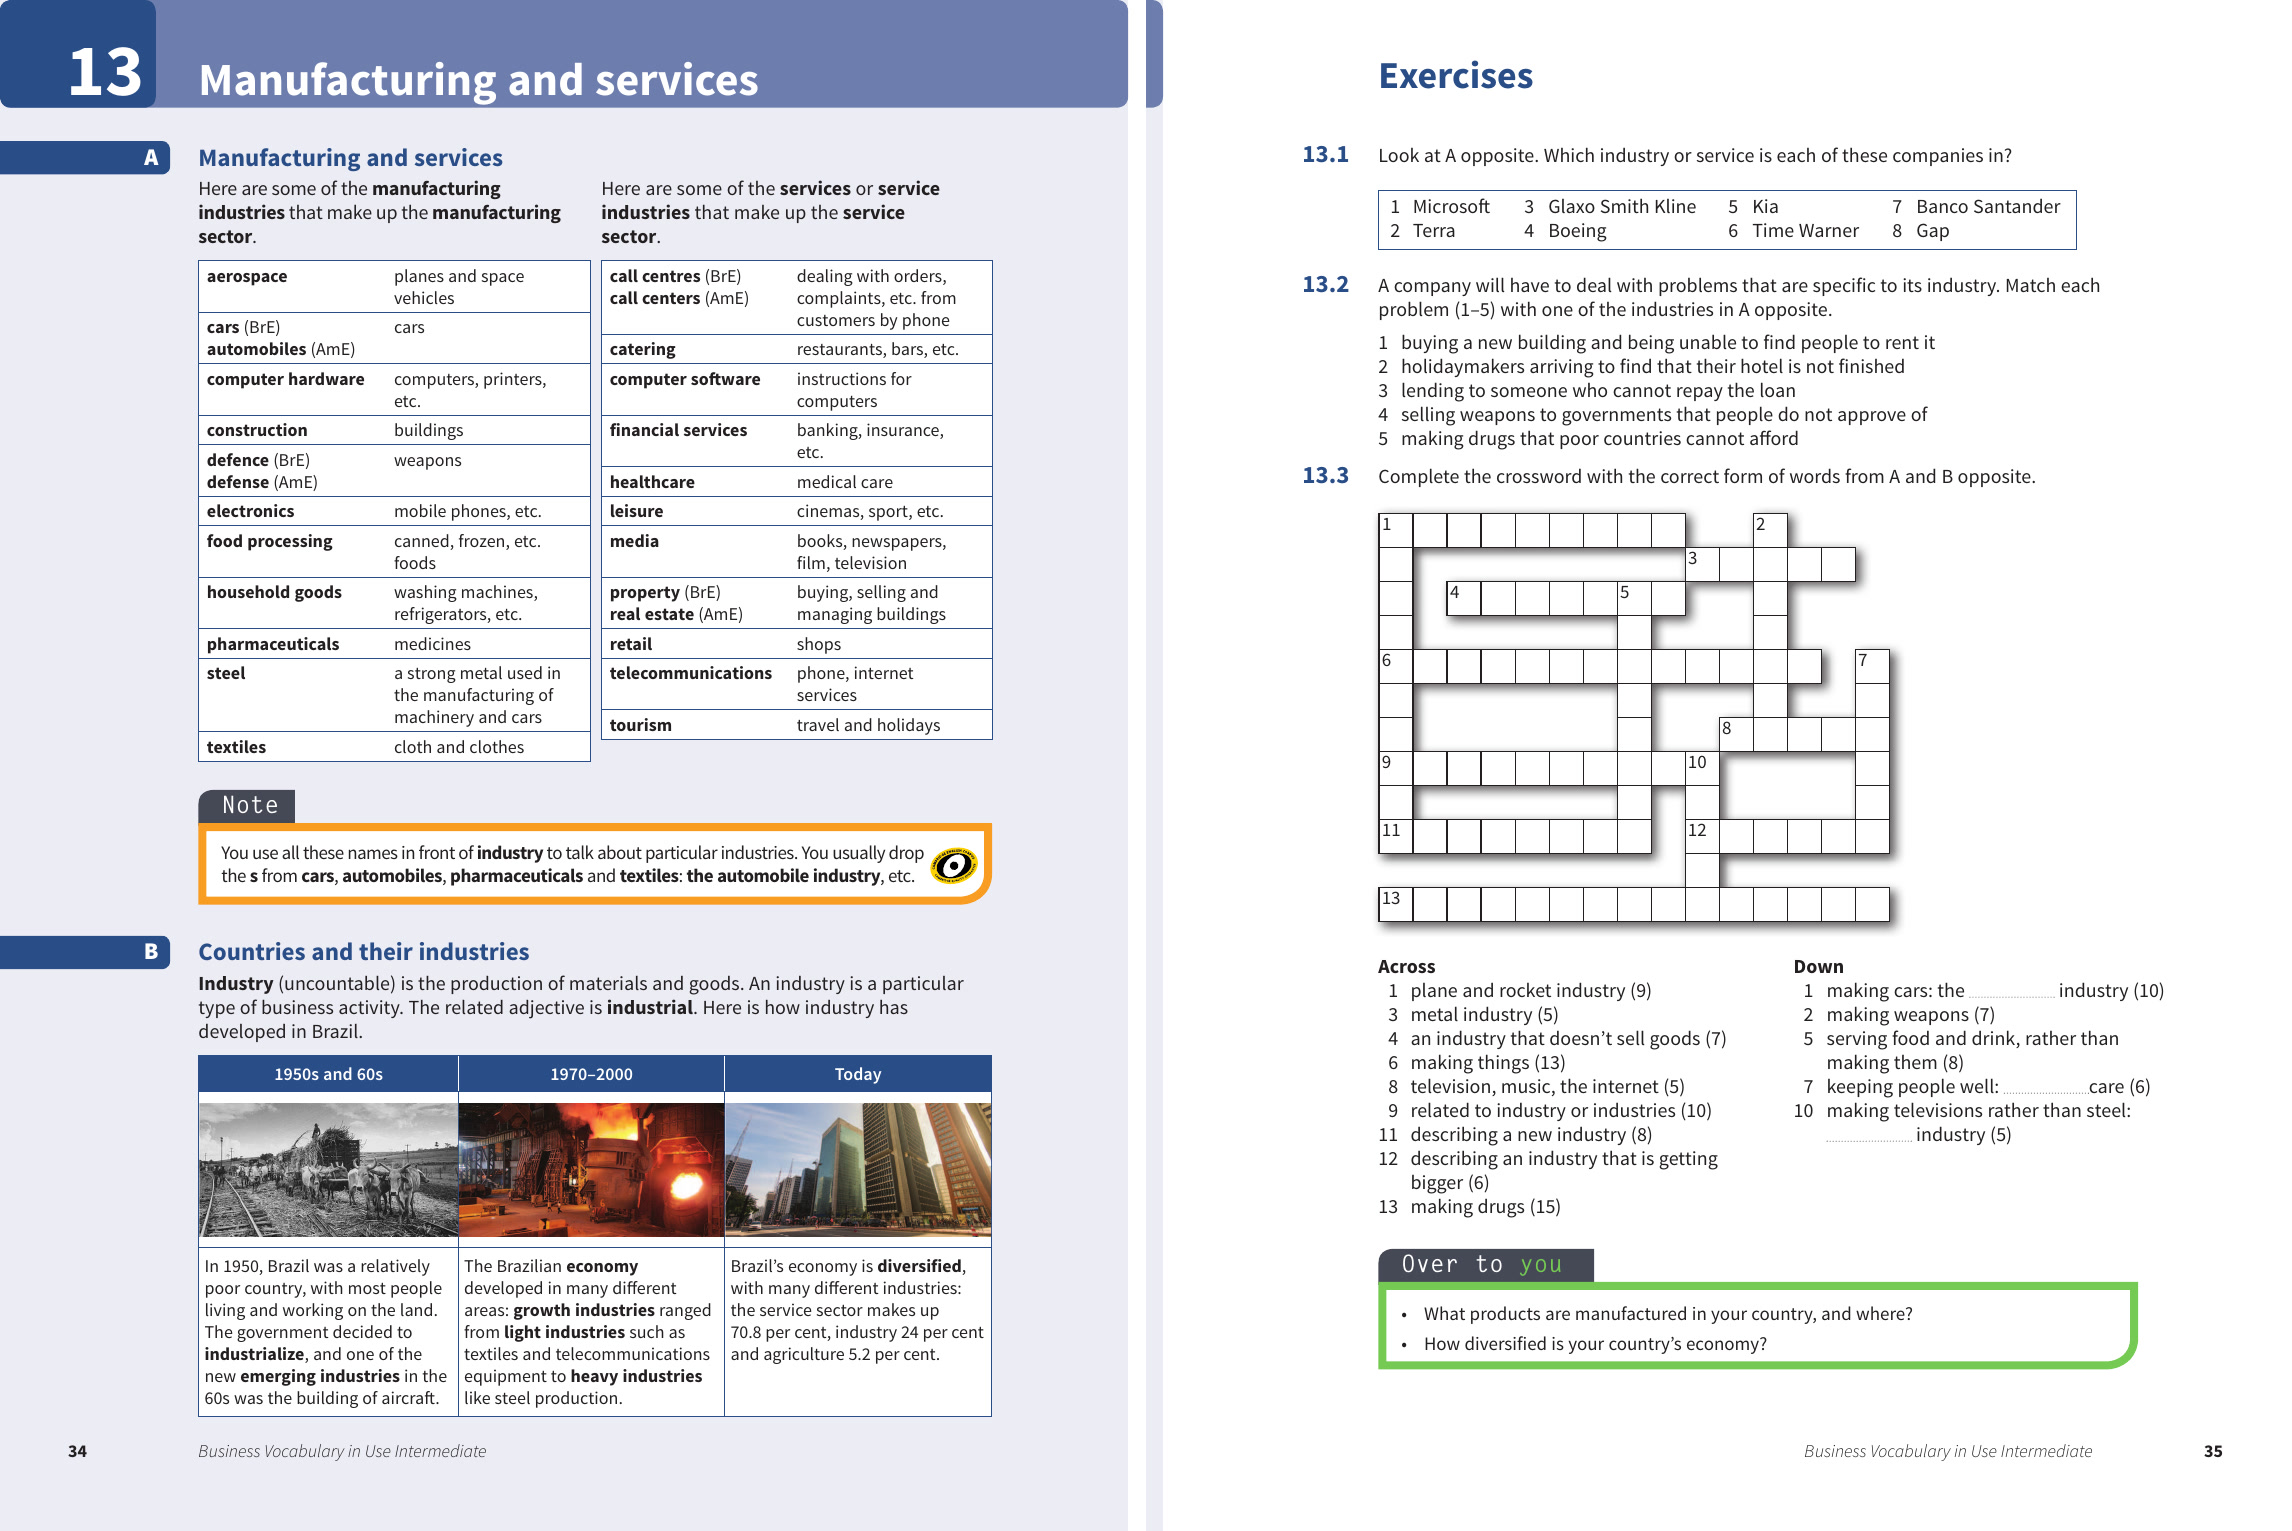 13
Manufacturing and services
A
Manufacturing and services
Here are some of the manufacturing
industries that make up the manufacturing
sector.
aerospace planes and space
vehicles
cars (BrE) cars
automobiles (AmE)
computer hardware computers, printers,
etc.
construction buildings
defence (BrE) weapons
defense (AmE)
electronics mobile phones, etc.
food processing canned, frozen, etc.
foods
household goods washing machines,
refrigerators, etc.
pharmaceuticals medicines
steel a strong metal used in
the manufacturing of
machinery and cars
textiles cloth and clothes
Here are some of the services or service
industries that make up the service
sector.
call centres (BrE) dealing with orders,
call centers (AmE) complaints, etc. from
customers by phone
catering restaurants, bars, etc.
computer software instructions for
computers
financial services banking, insurance,
etc.
healthcare medical care
leisure cinemas, sport, etc.
media books, newspapers,
film, television
property (BrE) buying, selling and
real estate (AmE) managing buildings
retail shops
telecommunications phone, internet
services
tourism travel and holidays
Note
You use all these names in front of industry to talk about particular industries. You usually drop
the s from cars, automobiles, pharmaceuticals and textiles: the automobile industry, etc.
B
Countries and their industries
Industry (uncountable) is the production of materials and goods. An industry is a particular
type of business activity. The related adjective is industrial. Here is how industry has
developed in Brazil.
1950s and 60s
In 1950, Brazil was a relatively
poor country, with most people
living and working on the land.
The government decided to
industrialize, and one of the
new emerging industries in the
60s was the building of aircraft.
1970–2000
The Brazilian economy
developed in many different
areas: growth industries ranged
from light industries such as
textiles and telecommunications
equipment to heavy industries
like steel production.
Today
Brazil's economy is diversified,
with many different industries:
the service sector makes up
70.8 per cent, industry 24 per cent
and agriculture 5.2 per cent.
34 Business Vocabulary in Use Intermediate
Exercises
13.1 Look at A opposite. Which industry or service is each of these companies in?
1 Microsoft 3 Glaxo Smith Kline 5 Kia 7 Banco Santander
2 Terra 4 Boeing 6 Time Warner 8 Gap
13.2 A company will have to deal with problems that are specific to its industry. Match each
problem (1–5) with one of the industries in A opposite.
1 buying a new building and being unable to find people to rent it
2 holidaymakers arriving to find that their hotel is not finished
3 lending to someone who cannot repay the loan
4 selling weapons to governments that people do not approve of
5 making drugs that poor countries cannot afford
13.3 Complete the crossword with the correct form of words from A and B opposite.
1 2
3
4 5
6 7
8
9 10
11 12
13
Across
1 plane and rocket industry (9)
3 metal industry (5)
4 an industry that doesn't sell goods (7)
6 making things (13)
8 television, music, the internet (5)
9 related to industry or industries (10)
11 describing a new industry (8)
12 describing an industry that is getting
bigger (6)
13 making drugs (15)
Down
1 making cars: the ........................ industry (10)
2 making weapons (7)
5 serving food and drink, rather than
making them (8)
7 keeping people well: ........................care (6)
10 making televisions rather than steel:
........................ industry (5)
Over to you
• What products are manufactured in your country, and where?
• How diversified is your country's economy?
Business Vocabulary in Use Intermediate 35